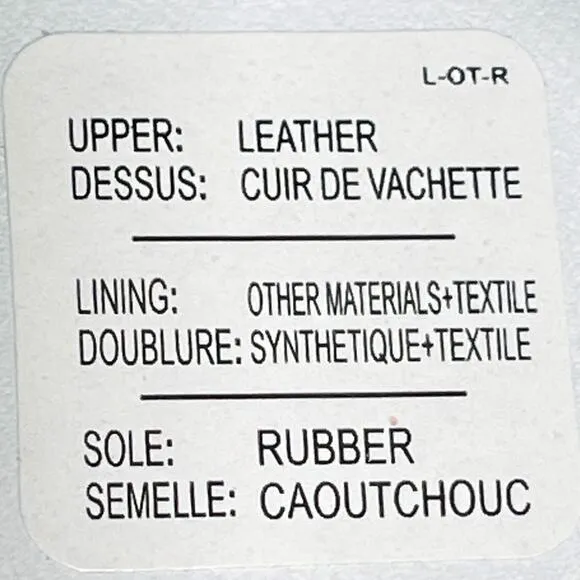 L-OT-R
UPPER: LEATHER
DESSUS: CUIR DE VACHETTE
LINING: OTHER MATERIALS+TEXTILE
DOUBLURE: SYNTHETIQUE+TEXTILE
SOLE: RUBBER
SEMELLE: CAOUTCHOUC